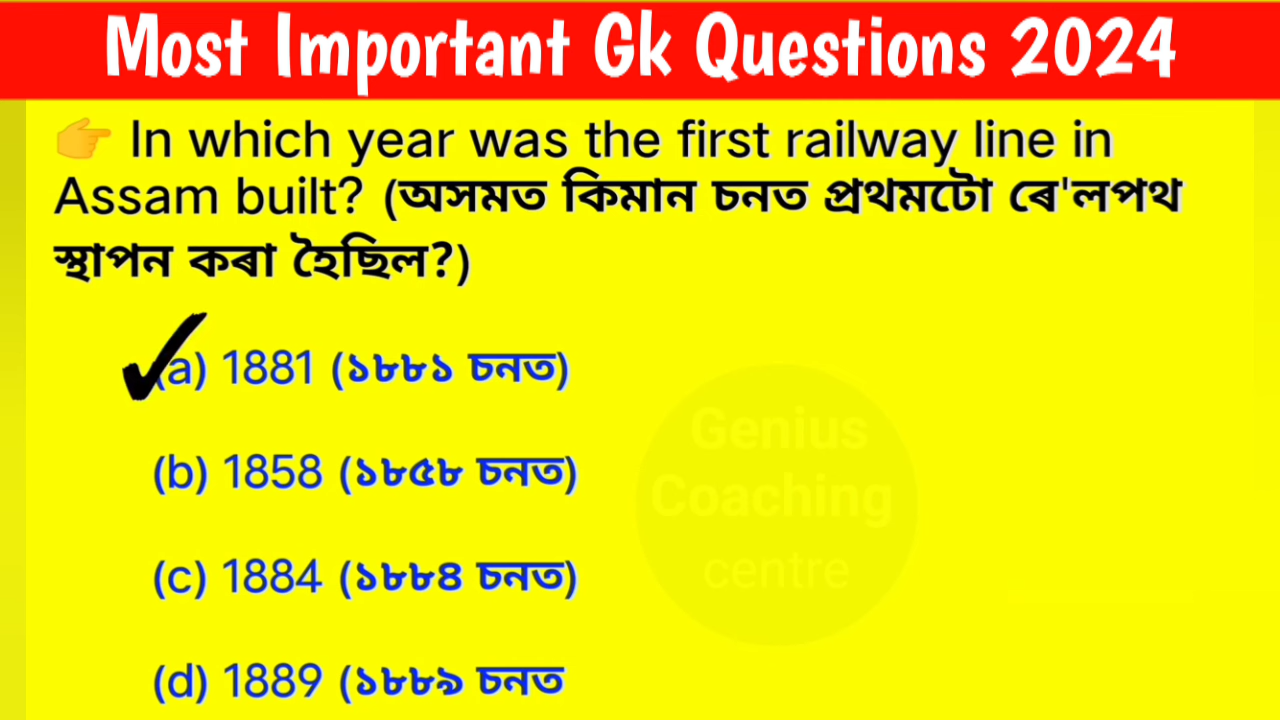 Most Important Gk Questions 2024
👉 In which year was the first railway line in
Assam built? (অসমত কিমান চনত প্ৰথমটো ৰে'লপথ
স্থাপন কৰা হৈছিল?)
(a) 1881 (১৮৮১ চনত)
(b) 1858 (১৮৫৮ চনত)
Genius
Coaching
centre
(c) 1884 (১৮৮৪ চনত)
(d) 1889 (১৮৮৯ চনত